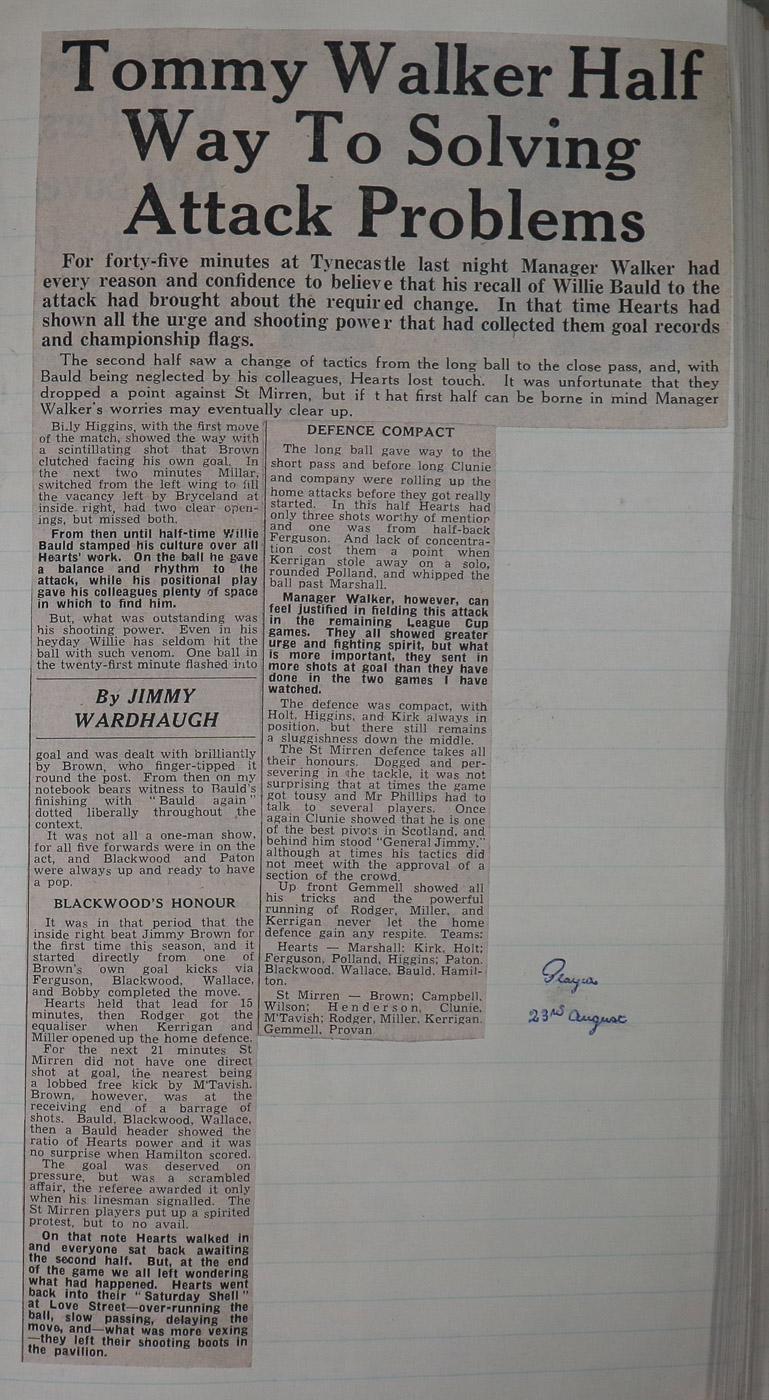 Tommy Walker Half
Way To Solving
Attack Problems
For forty-five minutes at Tynecastle last night Manager Walker had
every reason and confidence to believe that his recall of Willie Bauld to the
attack had brought about the required change. In that time Hearts had
shown all the urge and shooting power that had collected them goal records
and championship flags.
The second half saw a change of tactics from the long ball to the close pass, and, with
Bauld being neglected by his colleagues, Hearts lost touch. It was unfortunate that they
dropped a point against St Mirren, but if t hat first half can be borne in mind Manager
Walker's worries may eventually clear up.
Billy Higgins, with the first move
of the match, showed the way with
a scintillating shot that Brown
clutched facing his own goal. In
the next two minutes Millar,
switched from the left wing to fill
the vacancy left by Bryceland at
inside right, had two clear open-
ings, but missed both.
From then until half-time Willie
Bauld stamped his culture over all
Hearts' work. On the ball he gave
a balance and rhythm to the
attack, while his positional play
gave his colleagues plenty of space
in which to find him.
But, what was outstanding was
his shooting power. Even in his
heyday Willie has seldom hit the
ball with such venom. One ball in
the twenty-first minute flashed into
By JIMMY
WARDHAUGH
goal and was dealt with brilliantly
by Brown, who finger-tipped it
round the post. From then on my
notebook bears witness to Bauld's
finishing with "Bauld again"
dotted liberally throughout the
context.
It was not all a one-man show,
for all five forwards were in on the
act, and Blackwood and Paton
were always up and ready to have
a pop.
BLACKWOOD'S HONOUR
It was in that period that the
inside right beat Jimmy Brown for
the first time this season, and it
started directly from one of
Brown's own goal kicks via
Ferguson, Blackwood, Wallace,
and Bobby completed the move.
Hearts held that lead for 15
minutes, then Rodger got the
equaliser when Kerrigan and
Miller opened up the home defence.
For the next 21 minutes St
Mirren did not have one direct
shot at goal, the nearest being
a lobbed free kick by M'Tavish.
Brown, however, was at the
receiving end of a barrage of
shots. Bauld, Blackwood, Wallace,
then a Bauld header showed the
ratio of Hearts power and it was
no surprise when Hamilton scored.
The goal was deserved on
pressure, but was a scrambled
affair, the referee awarded it only
when his linesman signalled. The
St Mirren players put up a spirited
protest, but to no avail.
On that note Hearts walked in
and everyone sat back awaiting
the second half. But, at the end
of the game we all left wondering
what had happened. Hearts went
back into their "Saturday Shell"
at Love Street—over-running the
ball, slow passing, delaying the
move, and—what was more vexing
—they left their shooting boots in
the pavilion.
DEFENCE COMPACT
The long ball gave way to the
short pass and before long Clunie
and company were rolling up the
home attacks before they got really
started. In this half Hearts had
only three shots worthy of mention
and one was from half-back
Ferguson. And lack of concentra-
tion cost them a point when
Kerrigan stole away on a solo,
rounded Polland, and whipped the
ball past Marshall.
Manager Walker, however, can
feel justified in fielding this attack
in the remaining League Cup
games. They all showed greater
urge and fighting spirit, but what
is more important, they sent in
more shots at goal than they have
done in the two games I have
watched.
The defence was compact, with
Holt, Higgins, and Kirk always in
position, but there still remains
a sluggishness down the middle.
The St Mirren defence takes all
their honours. Dogged and per-
severing in the tackle, it was not
surprising that at times the game
got tousy and Mr Phillips had to
talk to several players. Once
again Clunie showed that he is one
of the best pivots in Scotland, and
behind him stood "General Jimmy,"
although at times his tactics did
not meet with the approval of a
section of the crowd.
Up front Gemmell showed all
his tricks and the powerful
running of Rodger, Miller, and
Kerrigan never let the home
defence gain any respite. Teams:
Hearts — Marshall; Kirk, Holt;
Ferguson, Polland, Higgins; Paton,
Blackwood, Wallace, Bauld, Hamil-
ton.
St Mirren — Brown; Campbell,
Wilson; Henderson, Clunie,
M'Tavish; Rodger, Miller, Kerrigan,
Gemmell, Provan
23rd August